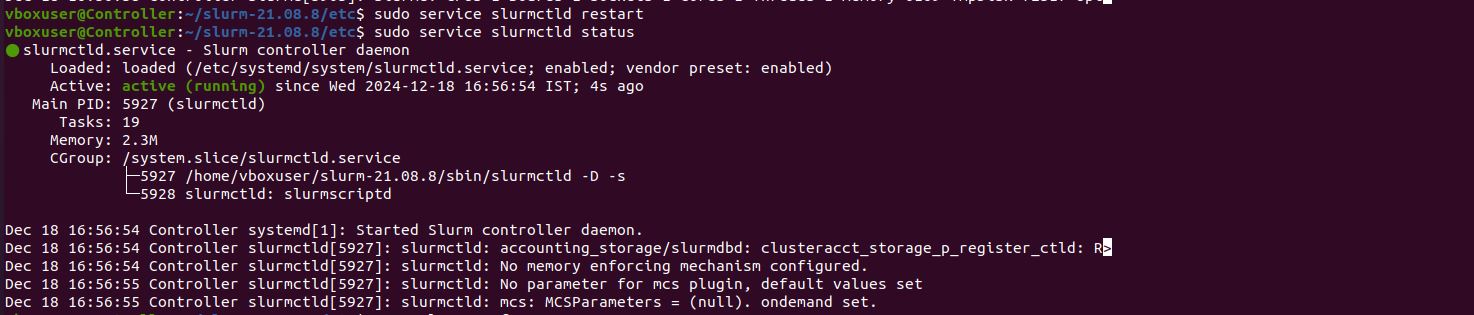 vboxuser@Controller:~/slurm-21.08.8/etc$ sudo service slurmctld restart
vboxuser@Controller:~/slurm-21.08.8/etc$ sudo service slurmctld status
●slurmctld.service - Slurm controller daemon
Loaded: loaded (/etc/systemd/system/slurmctld.service; enabled; vendor preset: enabled)
Active: active (running) since Wed 2024-12-18 16:56:54 IST; 4s ago
Main PID: 5927 (slurmctld)
Tasks: 19
Memory: 2.3M
CGroup: /system.slice/slurmctld.service
├─5927 /home/vboxuser/slurm-21.08.8/sbin/slurmctld -D -s
└─5928 slurmctld: slurmscriptd
Dec 18 16:56:54 Controller systemd[1]: Started Slurm controller daemon.
Dec 18 16:56:54 Controller slurmctld[5927]: slurmctld: accounting_storage/slurmdbd: clusteracct_storage_p_register_ctld: R>
Dec 18 16:56:54 Controller slurmctld[5927]: slurmctld: No memory enforcing mechanism configured.
Dec 18 16:56:55 Controller slurmctld[5927]: slurmctld: No parameter for mcs plugin, default values set
Dec 18 16:56:55 Controller slurmctld[5927]: slurmctld: mcs: MCSParameters = (null). ondemand set.